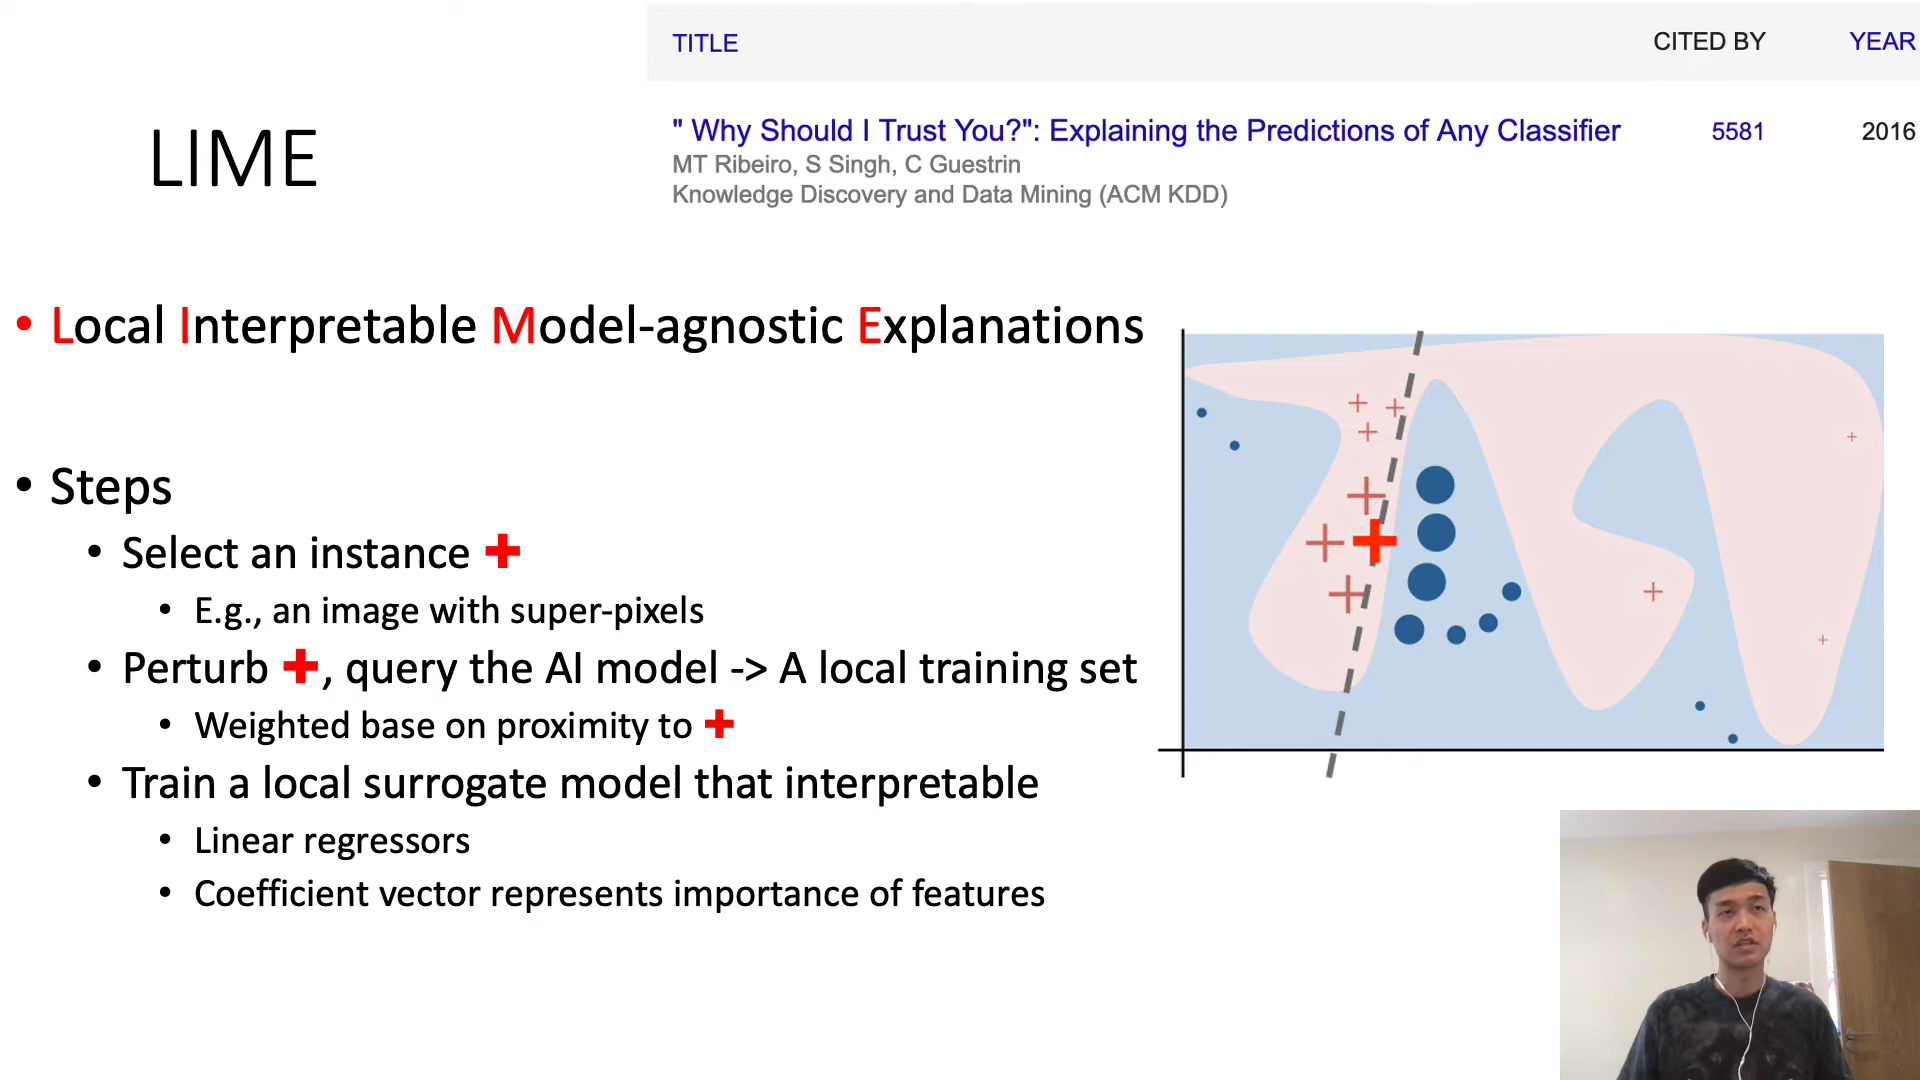 TITLE CITED BY YEAR
LIME
" Why Should I Trust You?": Explaining the Predictions of Any Classifier 5581 2016
MT Ribeiro, S Singh, C Guestrin
Knowledge Discovery and Data Mining (ACM KDD)
• Local Interpretable Model-agnostic Explanations
• Steps
• Select an instance ✚
• E.g., an image with super-pixels
• Perturb ✚, query the AI model -> A local training set
• Weighted base on proximity to ✚
• Train a local surrogate model that interpretable
• Linear regressors
• Coefficient vector represents importance of features